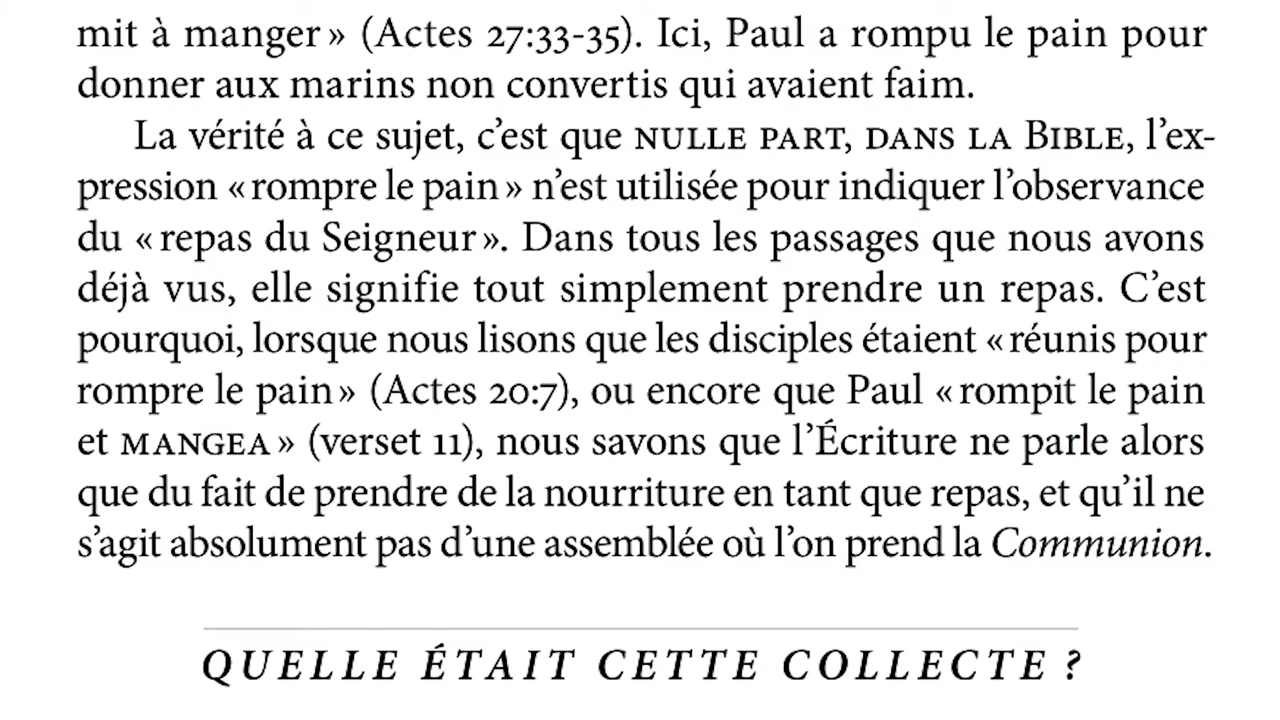 mit à manger » (Actes 27:33-35). Ici, Paul a rompu le pain pour
donner aux marins non convertis qui avaient faim.
La vérité à ce sujet, c’est que NULLE PART, DANS LA BIBLE, l’ex-
pression « rompre le pain » n’est utilisée pour indiquer l’observance
du « repas du Seigneur ». Dans tous les passages que nous avons
déjà vus, elle signifie tout simplement prendre un repas. C’est
pourquoi, lorsque nous lisons que les disciples étaient « réunis pour
rompre le pain » (Actes 20:7), ou encore que Paul « rompit le pain
et MANGEA » (verset 11), nous savons que l’Écriture ne parle alors
que du fait de prendre de la nourriture en tant que repas, et qu’il ne
s’agit absolument pas d’une assemblée où l’on prend la Communion.
QUELLE ÉTAIT CETTE COLLECTE ?